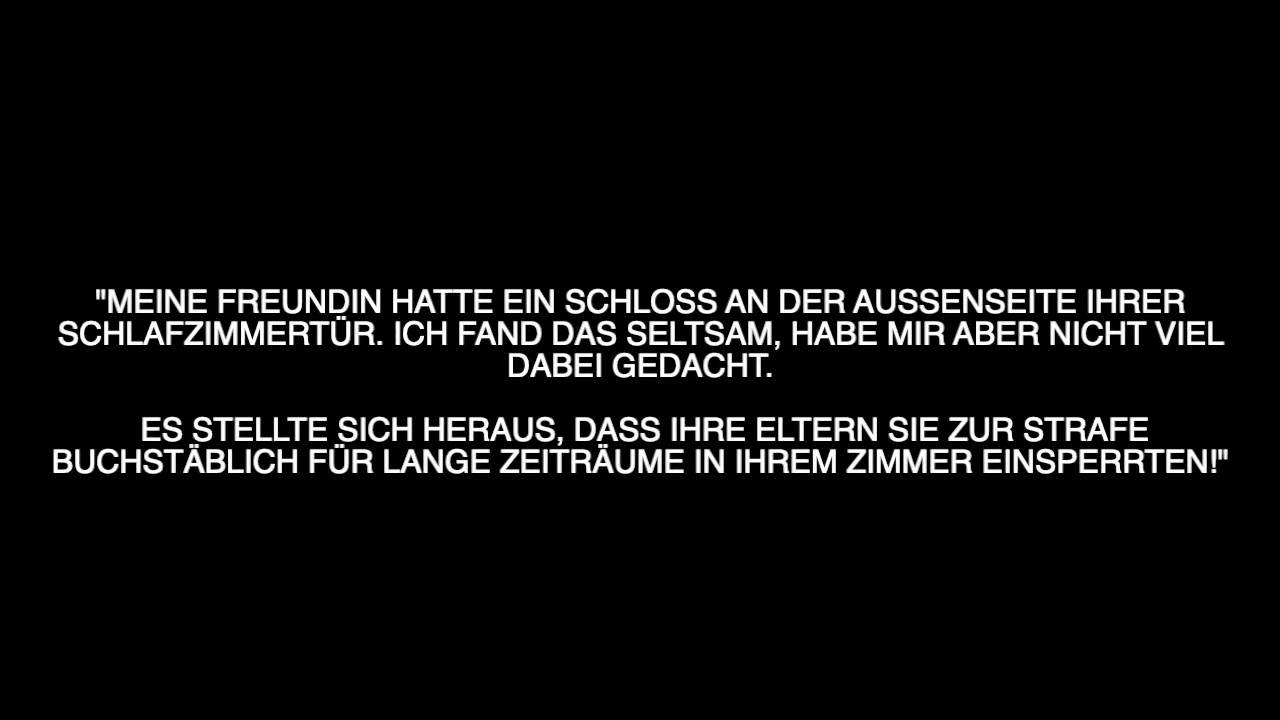 "MEINE FREUNDIN HATTE EIN SCHLOSS AN DER AUSSENSEITE IHRER
SCHLAFZIMMERTÜR. ICH FAND DAS SELTSAM, HABE MIR ABER NICHT VIEL
DABEI GEDACHT.
ES STELLTE SICH HERAUS, DASS IHRE ELTERN SIE ZUR STRAFE
BUCHSTÄBLICH FÜR LANGE ZEITRÄUME IN IHREM ZIMMER EINSPERRTEN!"